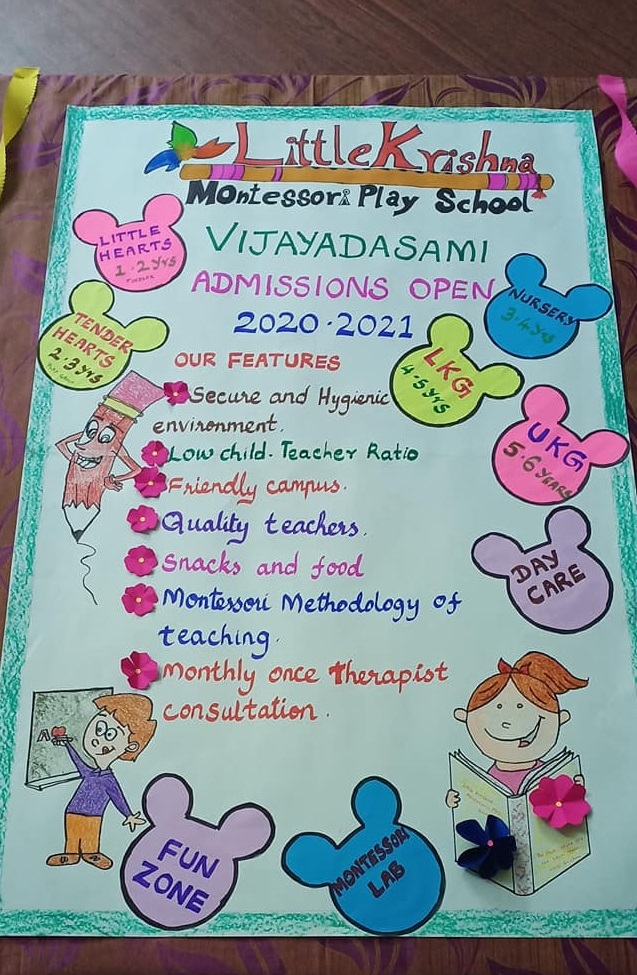 Little Krishna
Montessori Play School
VIJAYADASAMI
ADMISSIONS OPEN
2020-2021
LITTLE
HEARTS
1-2 yrs
TENDER
HEARTS
2-3 yrs
NURSERY
3-4 yrs
LKG
4-5 yrs
UKG
5-6 YEARS
DAY
CARE
OUR FEATURES
Secure and Hygienic
environment.
Low child-Teacher Ratio
Friendly campus.
Quality teachers.
Snacks and food
Montessori Methodology of
teaching.
Monthly once Therapist
consultation.
FUN
ZONE
MONTESSORI
LAB